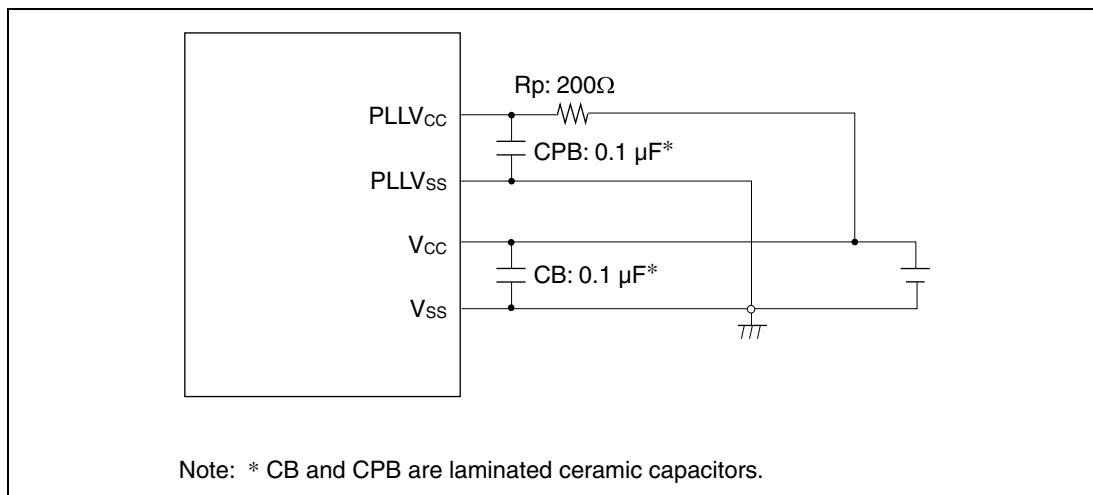 Rp: 200Ω
PLLVCC
CPB: 0.1 µF*
PLLVSS
VCC
CB: 0.1 µF*
VSS
Note: * CB and CPB are laminated ceramic capacitors.